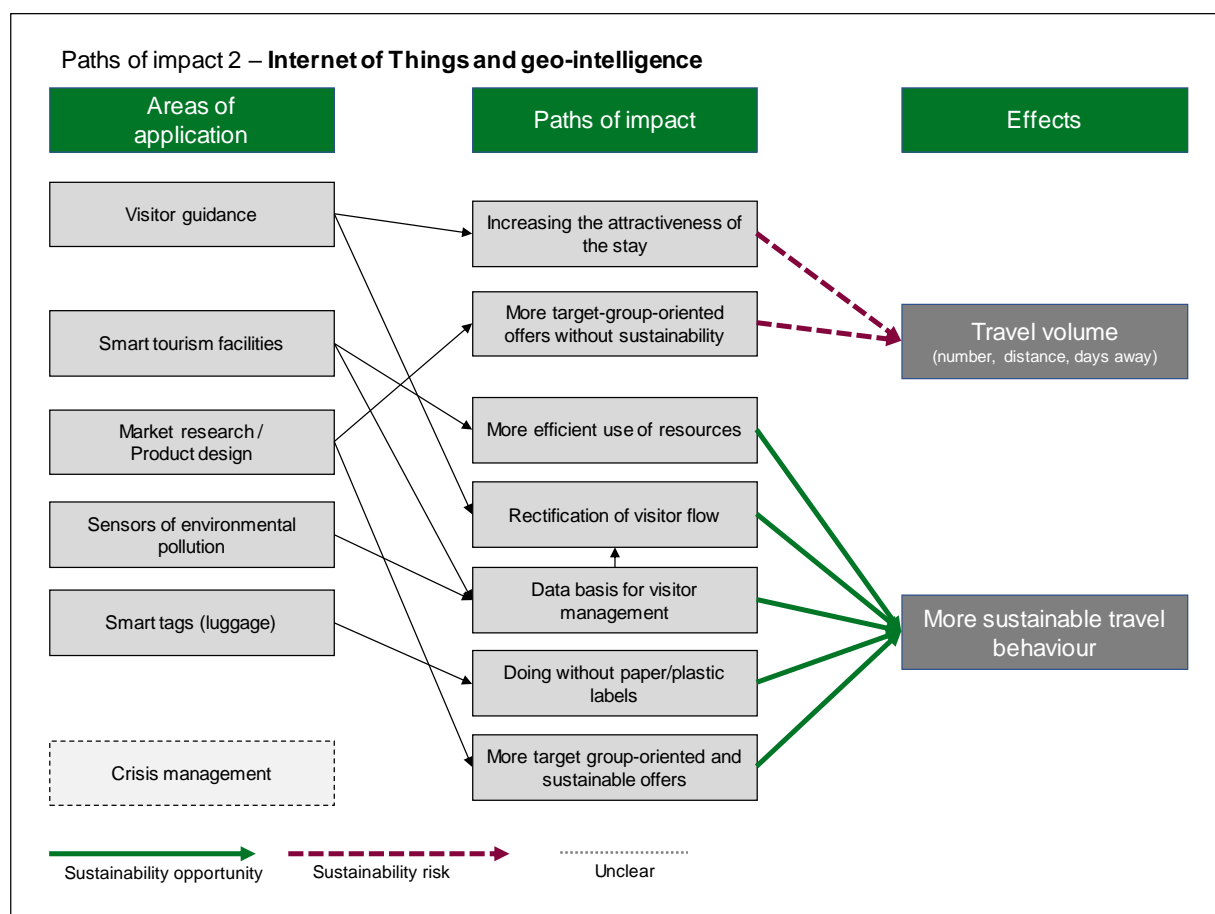 Paths of impact 2 – Internet of Things and geo-intelligence
Areas of
application
Paths of impact
Effects
Visitor guidance
Smart tourism facilities
Market research /
Product design
Sensors of environmental
pollution
Smart tags (luggage)
Crisis management
Increasing the attractiveness of
the stay
More target-group-oriented
offers without sustainability
More efficient use of resources
Rectification of visitor flow
Data basis for visitor
management
Doing without paper/plastic
labels
More target group-oriented and
sustainable offers
Travel volume
(number, distance, days away)
More sustainable travel
behaviour
Sustainability opportunity
Sustainability risk
Unclear